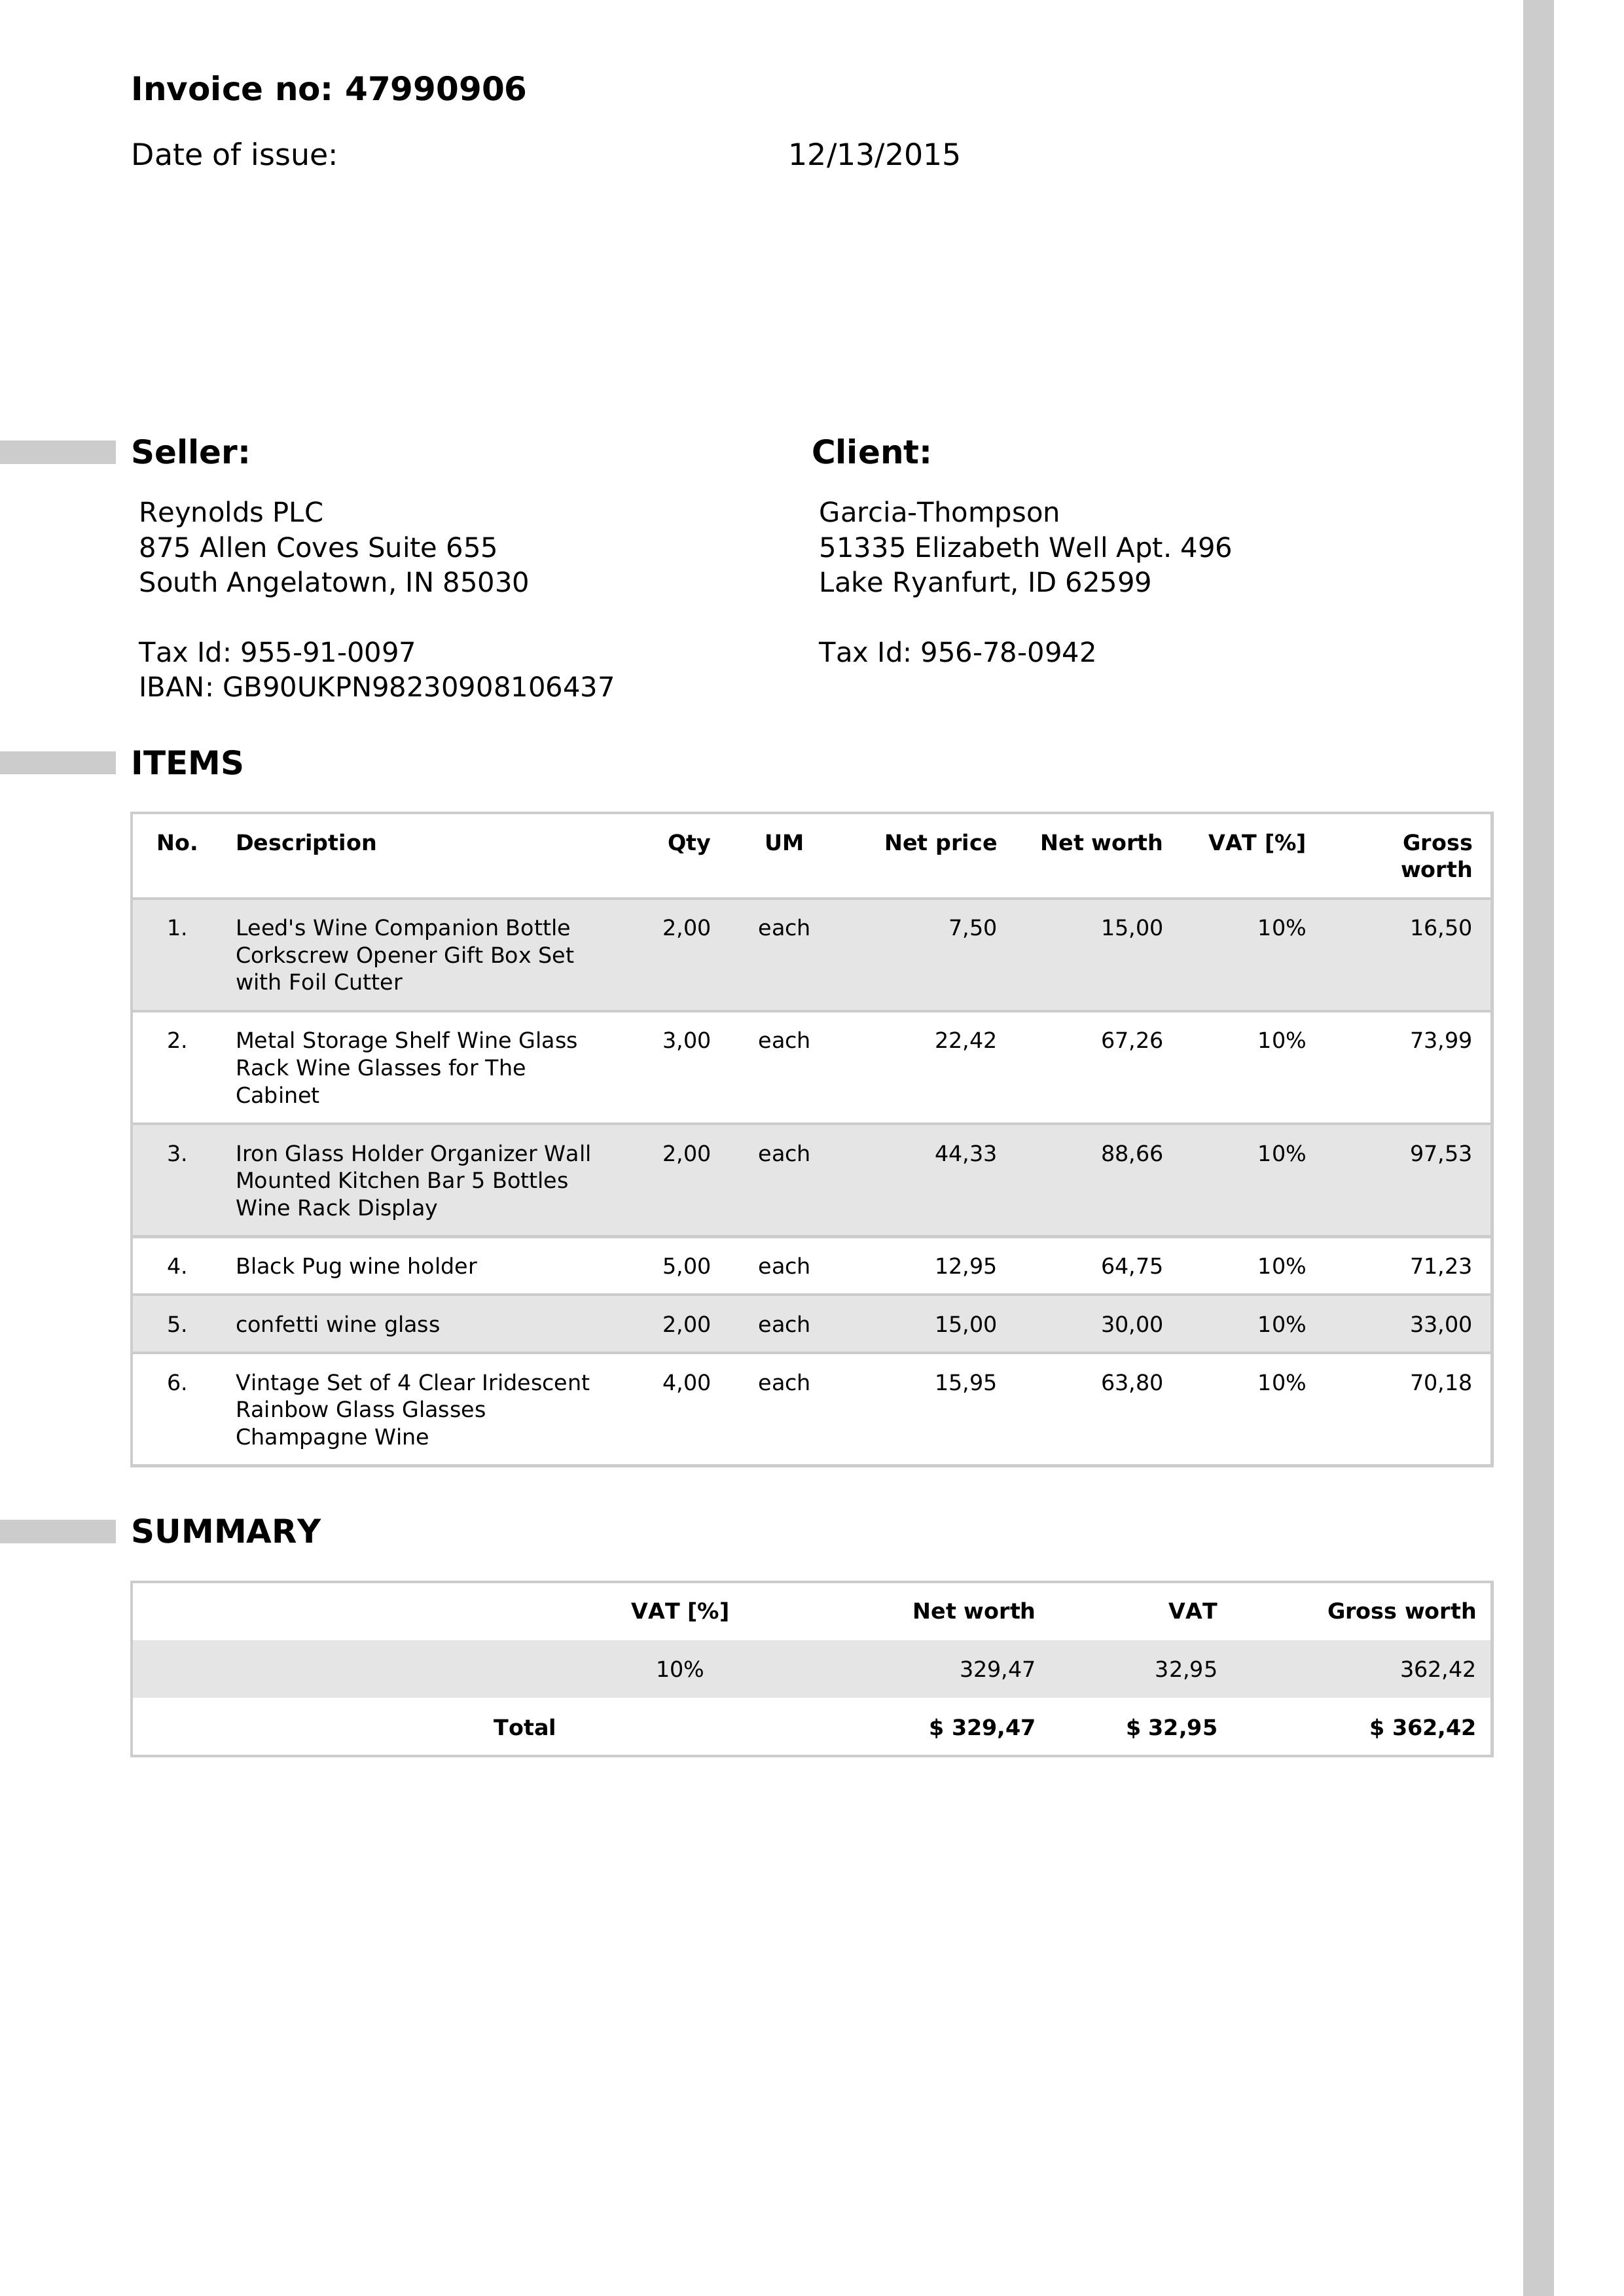 Invoice no: 47990906
Date of issue: 12/13/2015
Seller:
Reynolds PLC
875 Allen Coves Suite 655
South Angelatown, IN 85030
Tax Id: 955-91-0097
IBAN: GB90UKPN98230908106437
Client:
Garcia-Thompson
51335 Elizabeth Well Apt. 496
Lake Ryanfurt, ID 62599
Tax Id: 956-78-0942
ITEMS
No. Description Qty UM Net price Net worth VAT [%] Gross
worth
1. Leed's Wine Companion Bottle 2,00 each 7,50 15,00 10% 16,50
Corkscrew Opener Gift Box Set
with Foil Cutter
2. Metal Storage Shelf Wine Glass 3,00 each 22,42 67,26 10% 73,99
Rack Wine Glasses for The
Cabinet
3. Iron Glass Holder Organizer Wall 2,00 each 44,33 88,66 10% 97,53
Mounted Kitchen Bar 5 Bottles
Wine Rack Display
4. Black Pug wine holder 5,00 each 12,95 64,75 10% 71,23
5. confetti wine glass 2,00 each 15,00 30,00 10% 33,00
6. Vintage Set of 4 Clear Iridescent 4,00 each 15,95 63,80 10% 70,18
Rainbow Glass Glasses
Champagne Wine
SUMMARY
VAT [%] Net worth VAT Gross worth
10% 329,47 32,95 362,42
Total $ 329,47 $ 32,95 $ 362,42